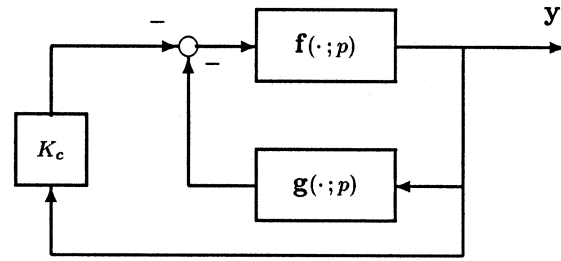 y
−
f(· ; p)
−
K_c
g(· ; p)